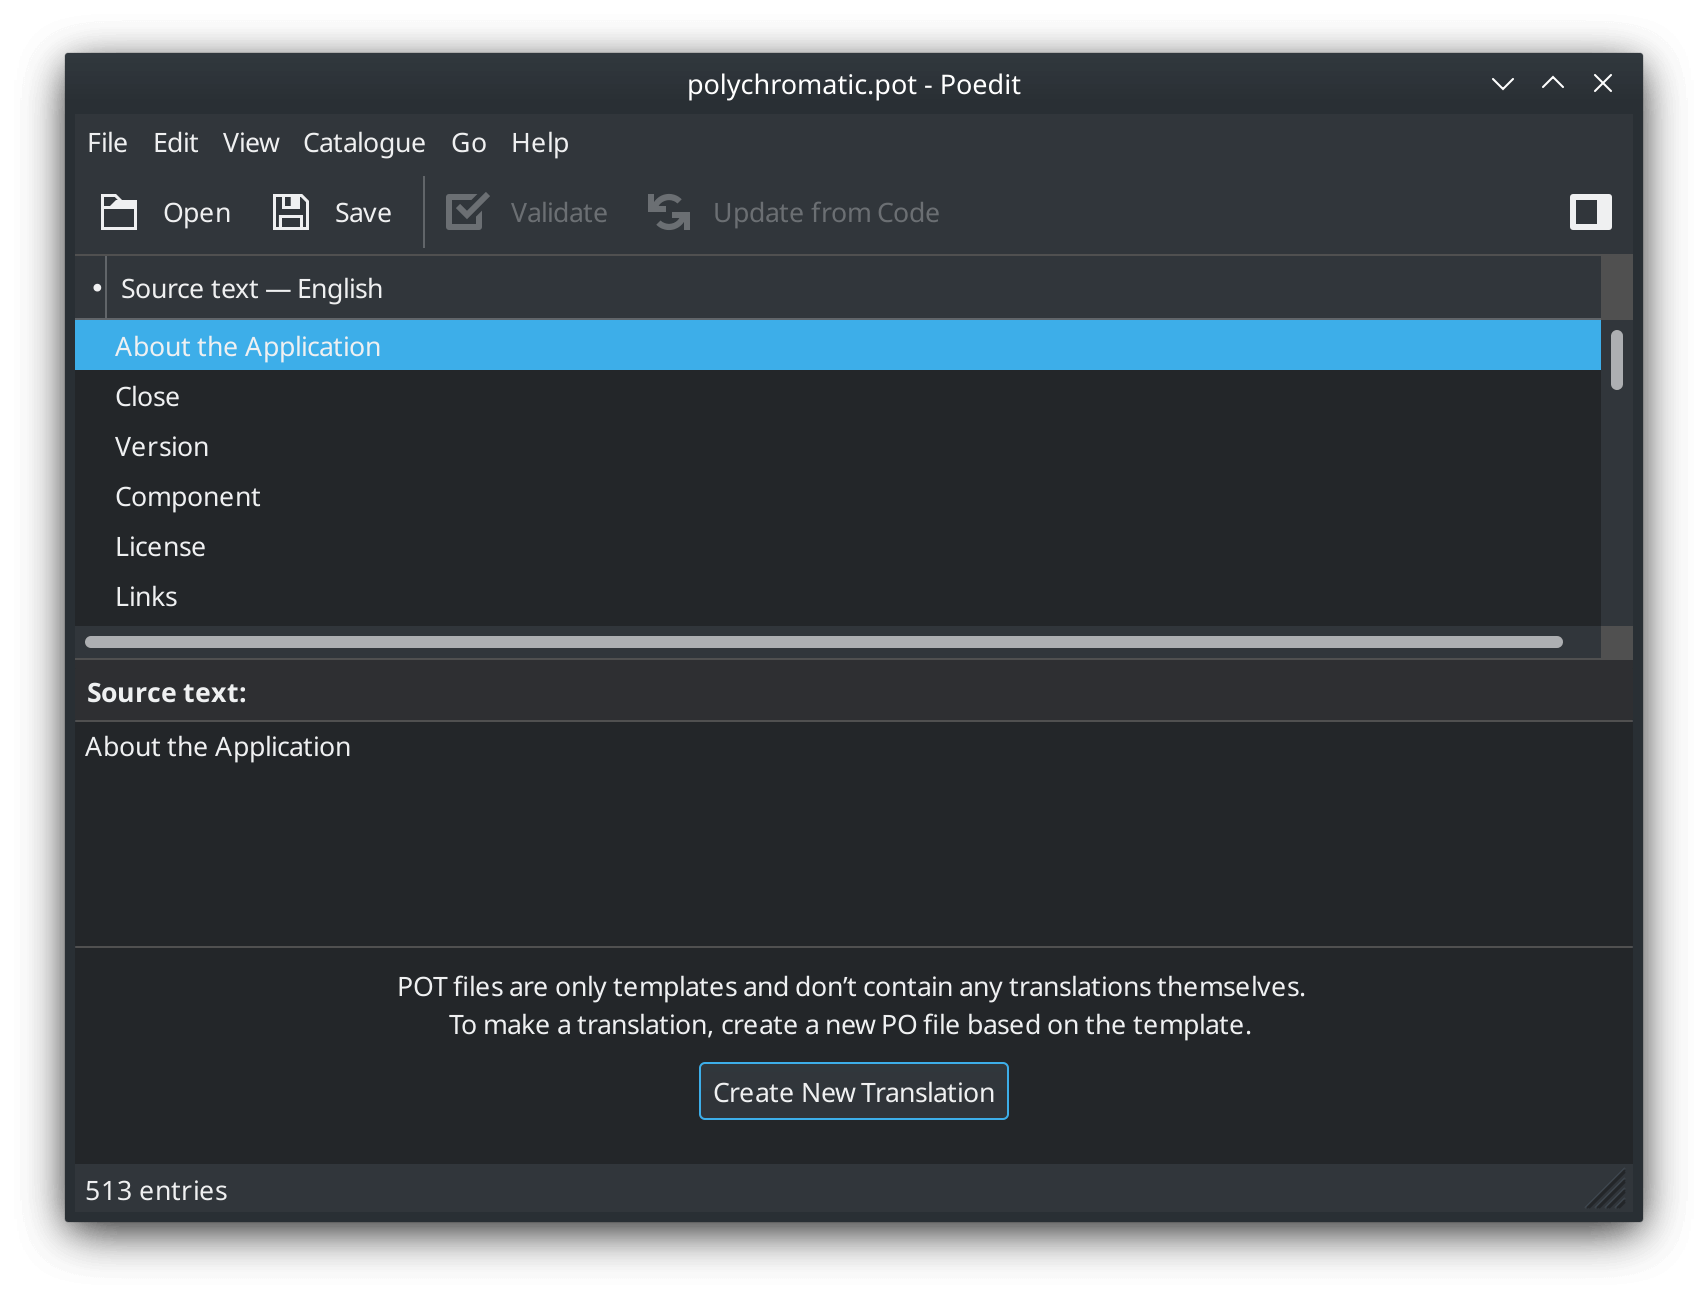 polychromatic.pot - Poedit
File Edit View Catalogue Go Help
Open Save Validate Update from Code
• Source text — English
About the Application
Close
Version
Component
License
Links
Source text:
About the Application
POT files are only templates and don’t contain any translations themselves.
To make a translation, create a new PO file based on the template.
Create New Translation
513 entries